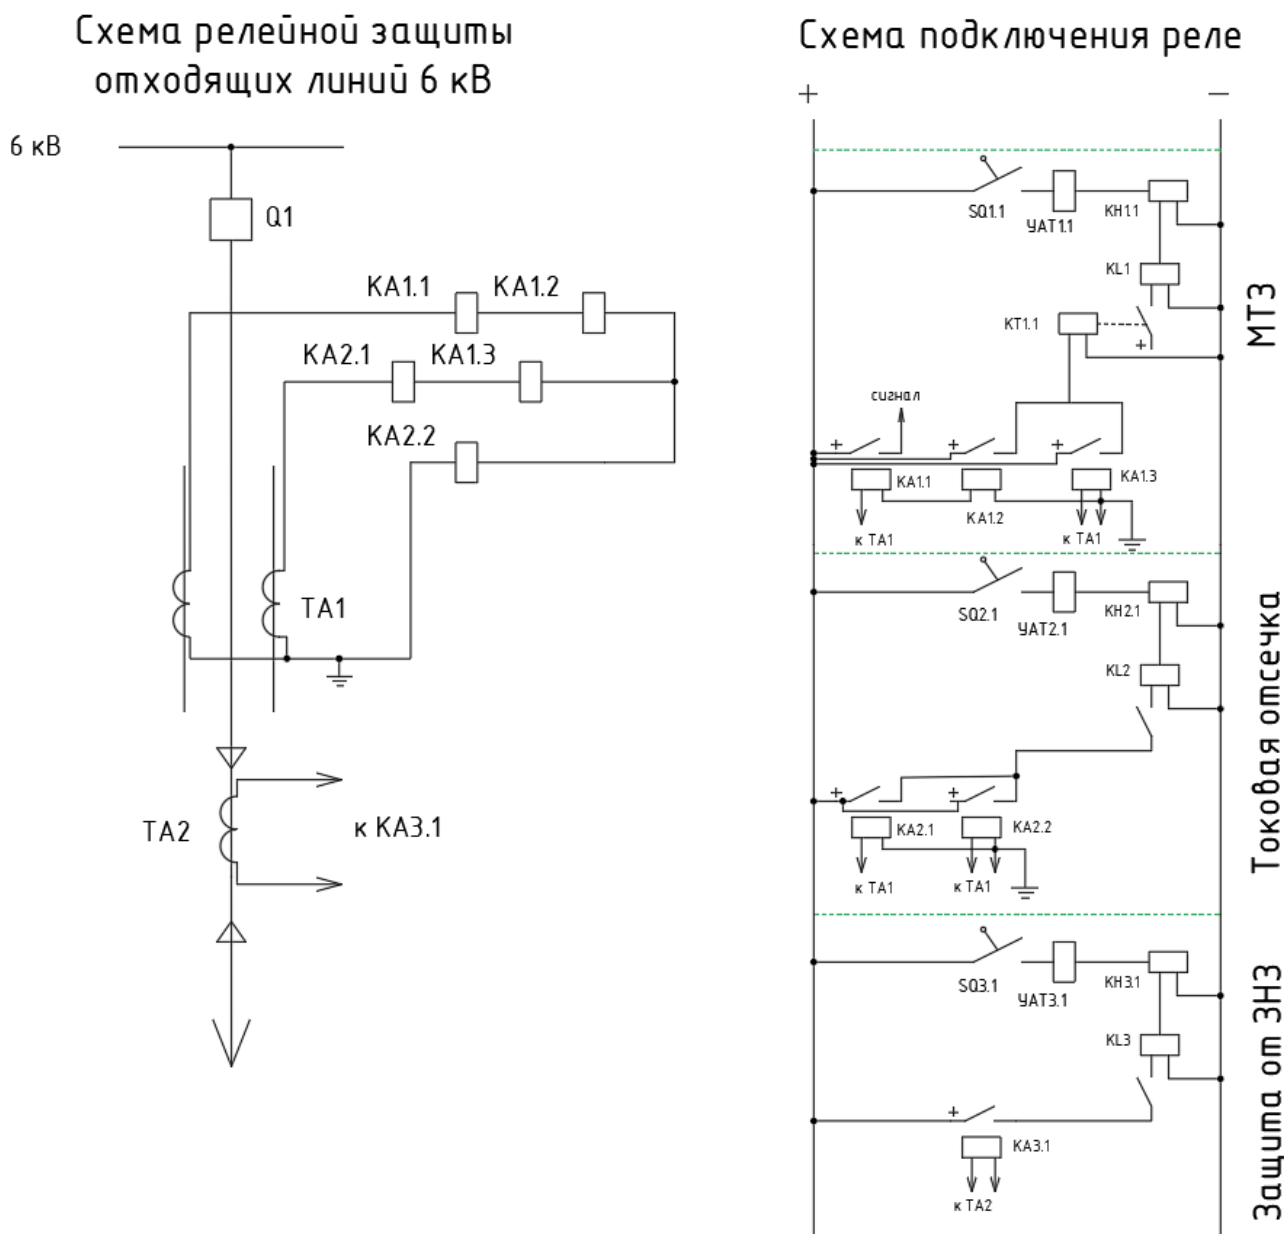 Схема релейной защиты
отходящих линий 6 кВ
6 кВ
Q1
KA1.1
KA1.2
KA2.1
KA1.3
KA2.2
TA1
TA2
к KA3.1
Схема подключения реле
+
−
SQ1.1
УAT1.1
KH1.1
KL1
KT1.1
+
МТЗ
сигнал
+
+
+
KA1.1
KA1.2
KA1.3
к TA1
к TA1
SQ2.1
УAT2.1
KH2.1
KL2
Токовая отсечка
+
+
KA2.1
KA2.2
к TA1
к TA1
SQ3.1
УAT3.1
KH3.1
KL3
Защита от ЗНЗ
+
KA3.1
к TA2